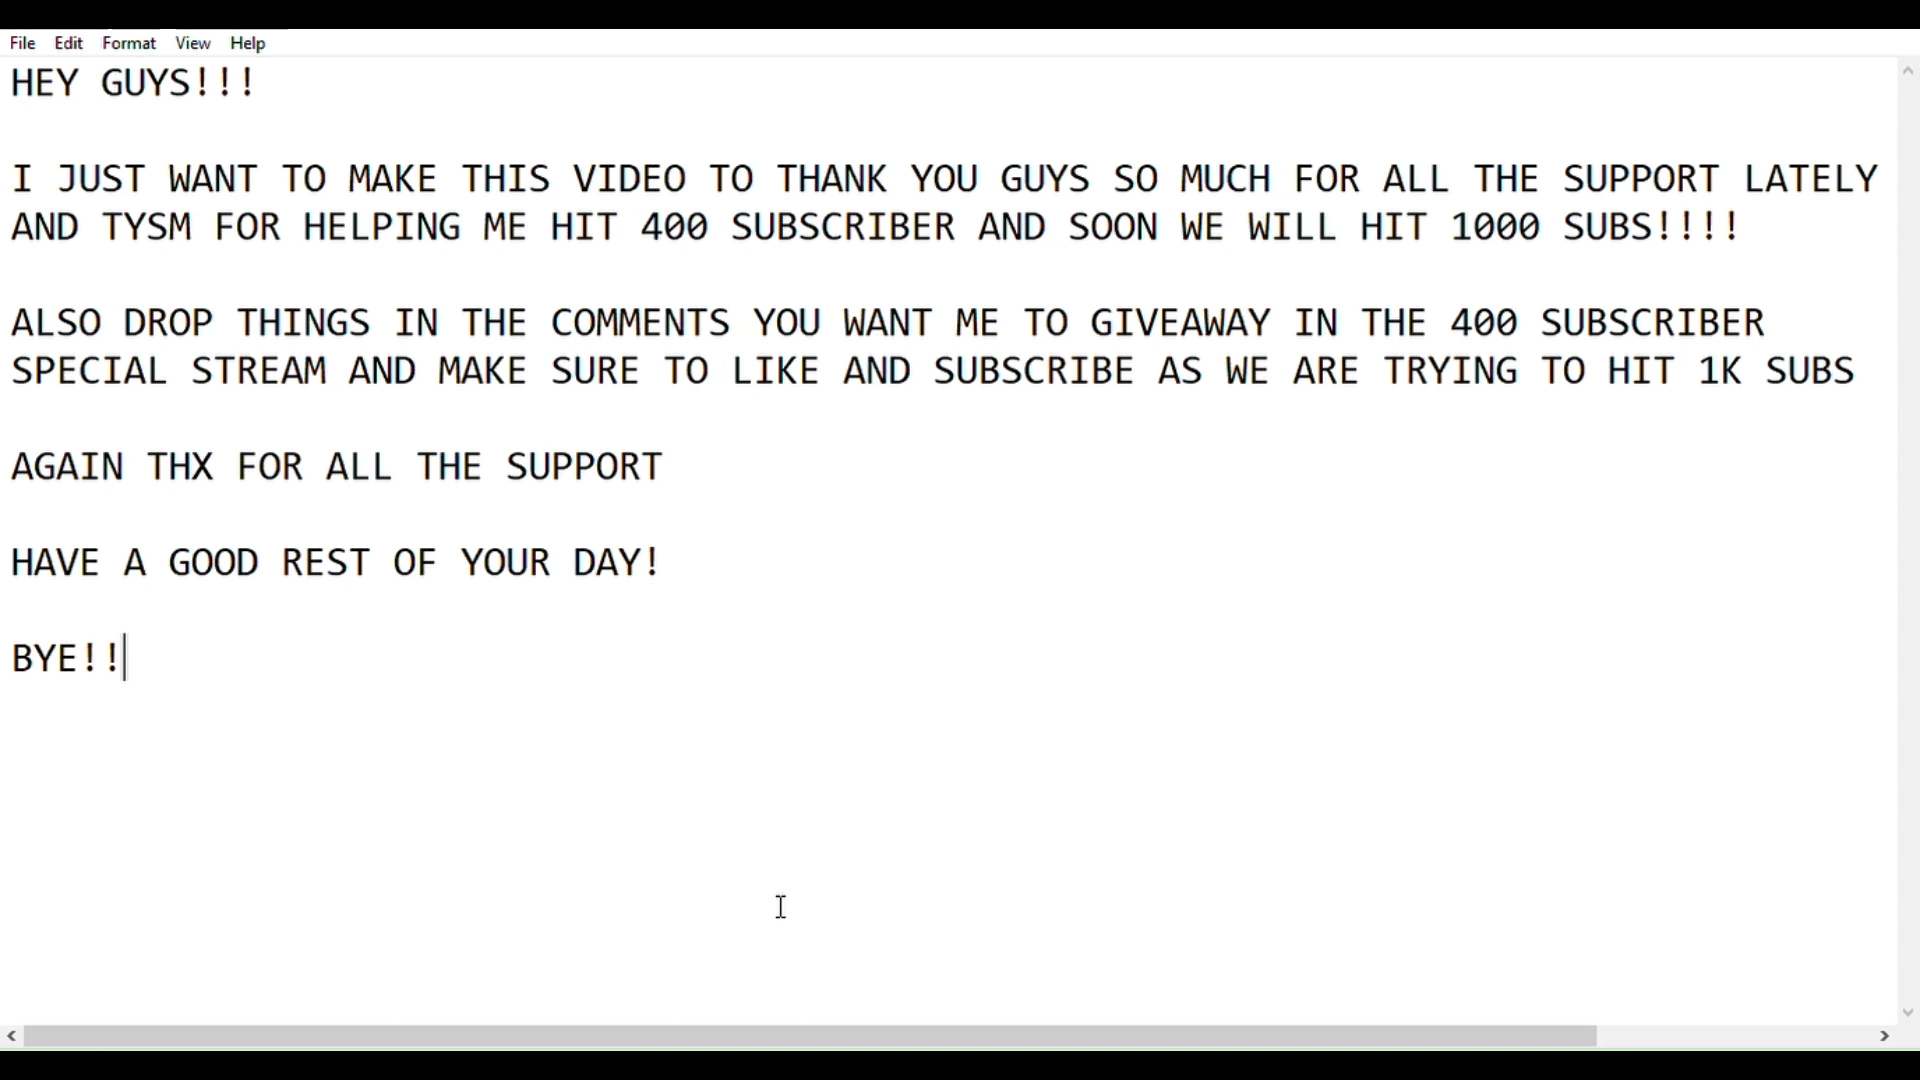 File Edit Format View Help
HEY GUYS!!!
I JUST WANT TO MAKE THIS VIDEO TO THANK YOU GUYS SO MUCH FOR ALL THE SUPPORT LATELY
AND TYSM FOR HELPING ME HIT 400 SUBSCRIBER AND SOON WE WILL HIT 1000 SUBS!!!!
ALSO DROP THINGS IN THE COMMENTS YOU WANT ME TO GIVEAWAY IN THE 400 SUBSCRIBER
SPECIAL STREAM AND MAKE SURE TO LIKE AND SUBSCRIBE AS WE ARE TRYING TO HIT 1K SUBS
AGAIN THX FOR ALL THE SUPPORT
HAVE A GOOD REST OF YOUR DAY!
BYE!!